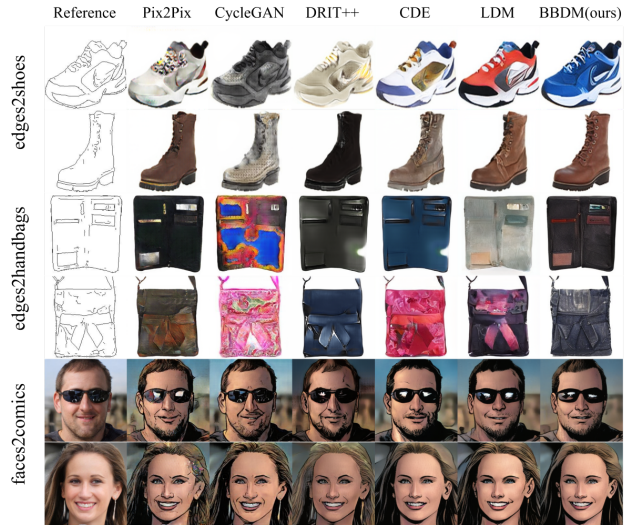 Reference Pix2Pix CycleGAN DRIT++ CDE LDM BBDM(ours)
edges2shoes
edges2handbags
faces2comics